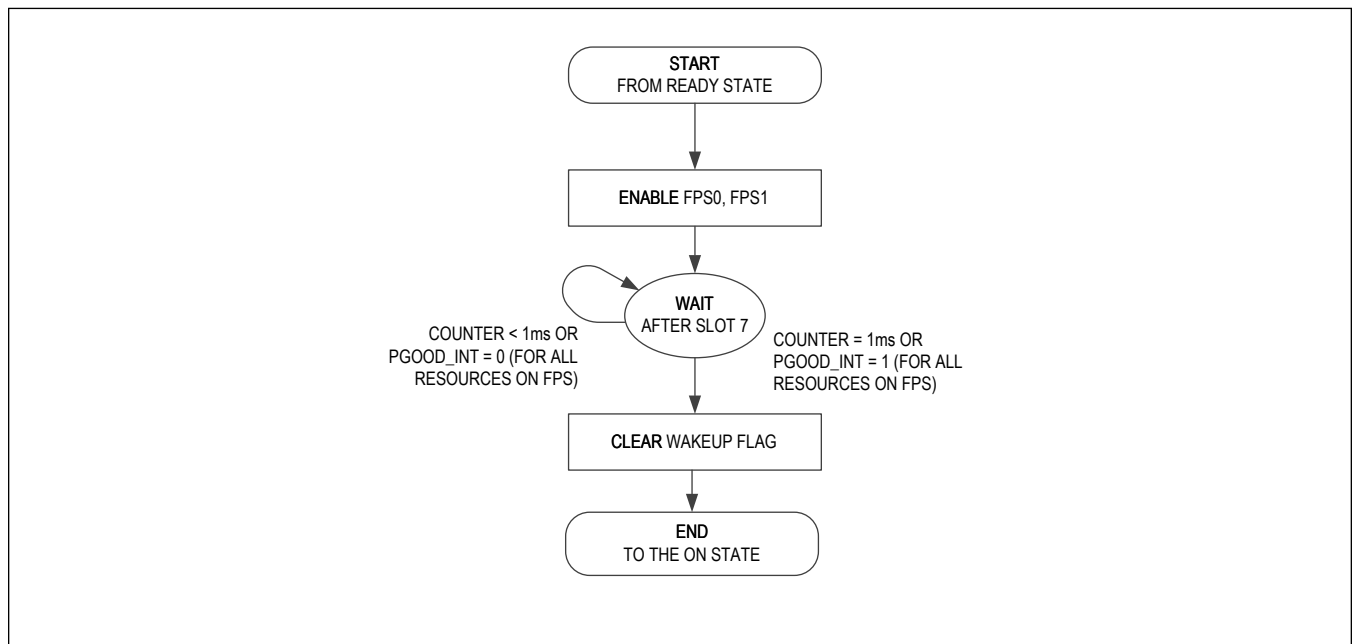 START
FROM READY STATE
ENABLE FPS0, FPS1
WAIT
AFTER SLOT 7
COUNTER < 1ms OR
PGOOD_INT = 0 (FOR ALL
RESOURCES ON FPS)
COUNTER = 1ms OR
PGOOD_INT = 1 (FOR ALL
RESOURCES ON FPS)
CLEAR WAKEUP FLAG
END
TO THE ON STATE